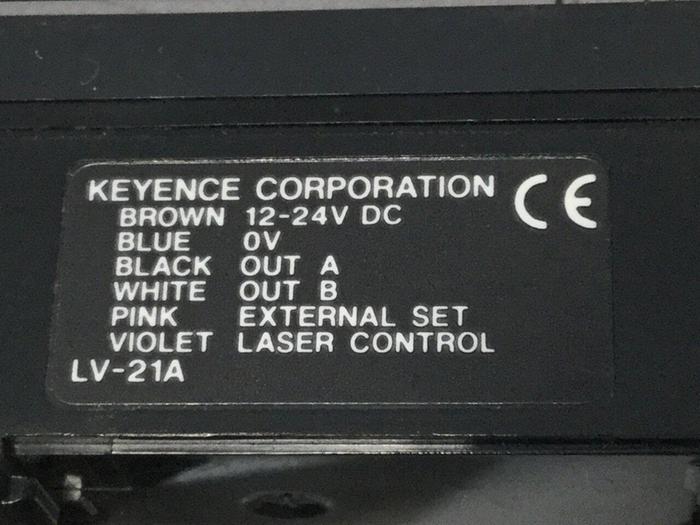 KEYENCE CORPORATION CE
BROWN 12-24V DC
BLUE 0V
BLACK OUT A
WHITE OUT B
PINK EXTERNAL SET
VIOLET LASER CONTROL
LV-21A